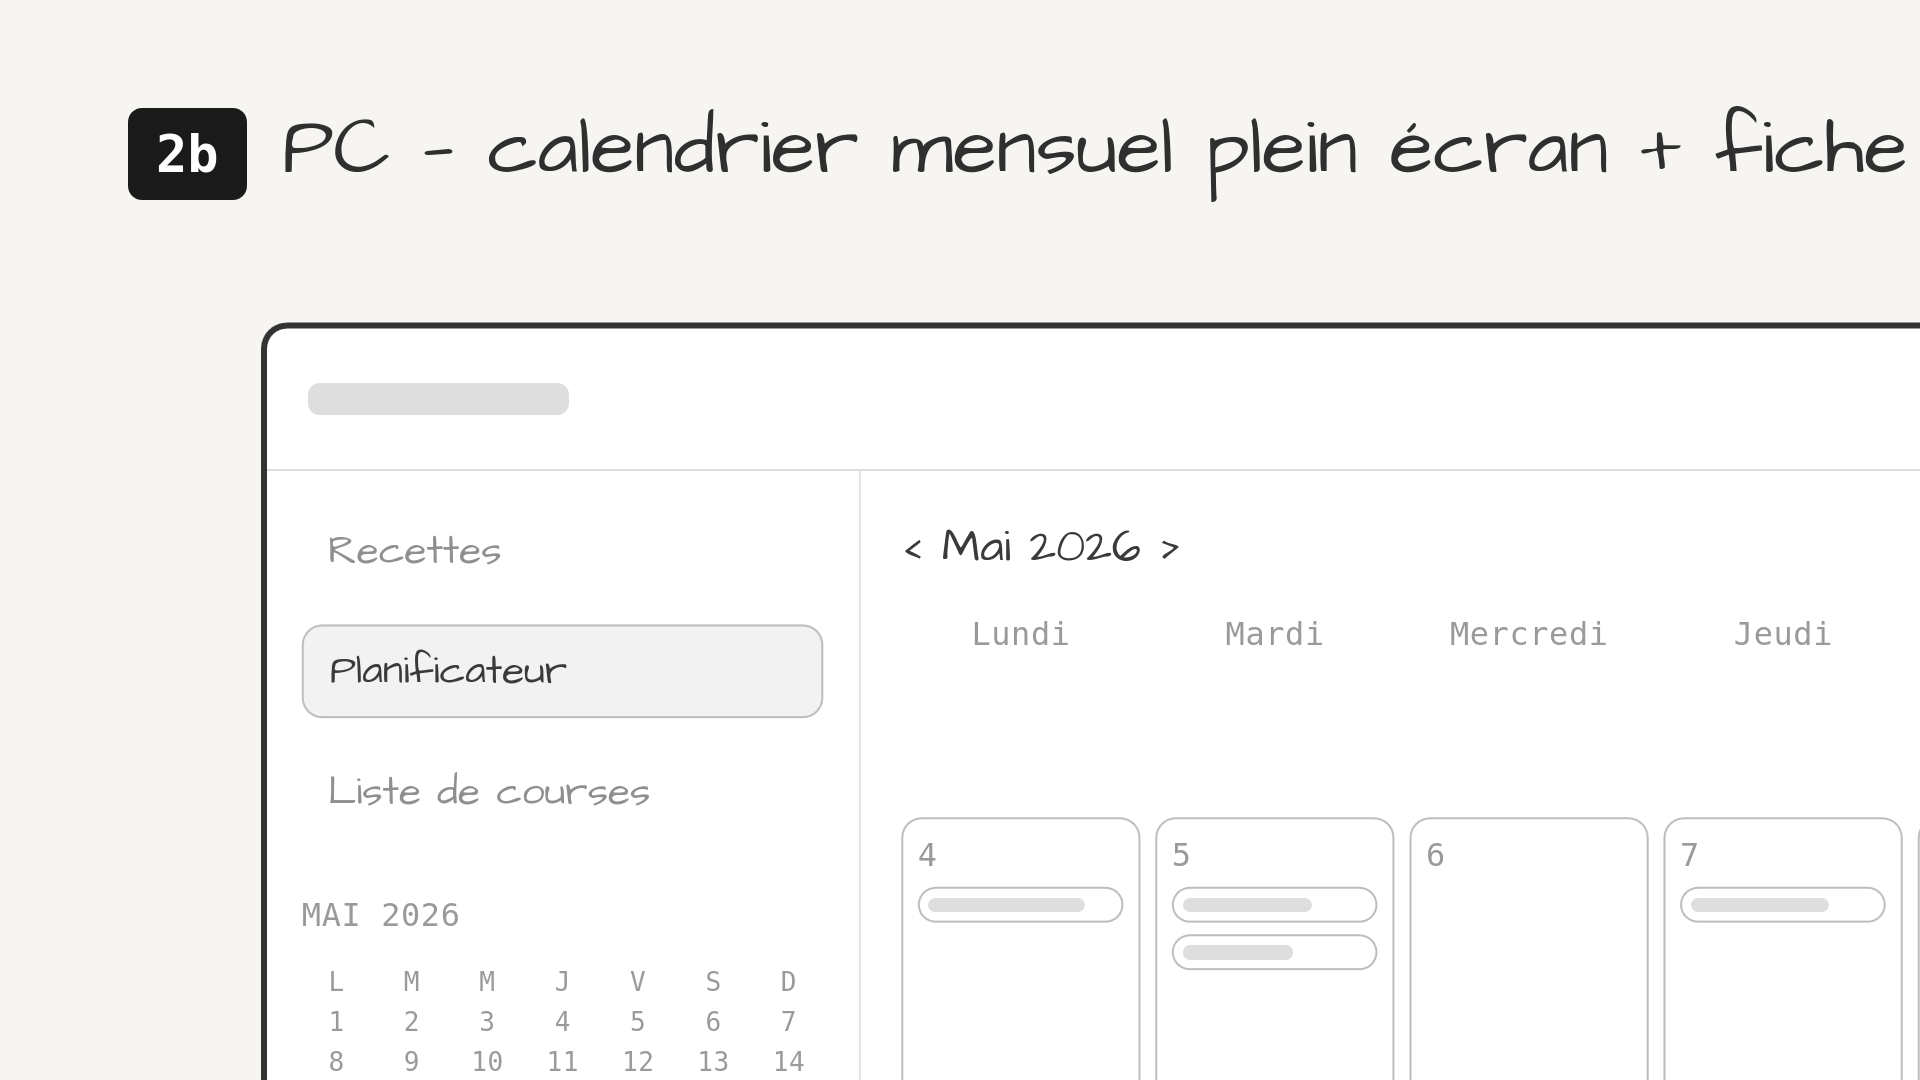 2b PC - calendrier mensuel plein écran + fiche
Recettes
Planificateur
Liste de courses
MAI 2026
L M M J V S D
1 2 3 4 5 6 7
8 9 10 11 12 13 14
< Mai 2026 >
Lundi Mardi Mercredi Jeudi
4 5 6 7